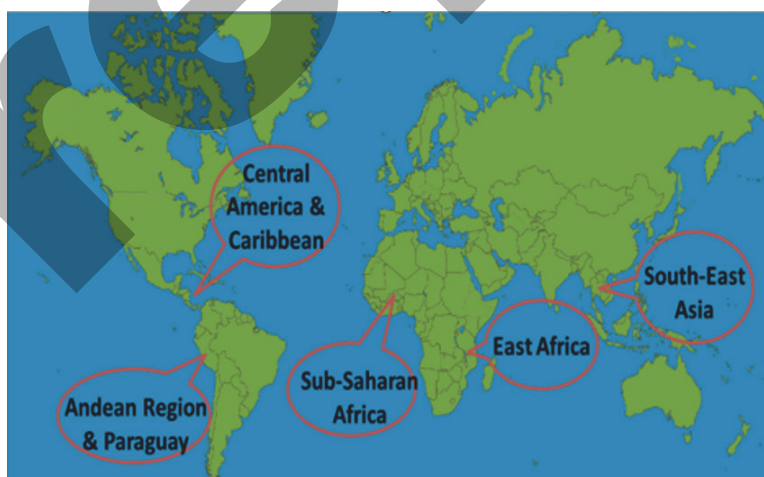 Central
America &
Caribbean
South-East
Asia
East Africa
Sub-Saharan
Africa
Andean Region
& Paraguay